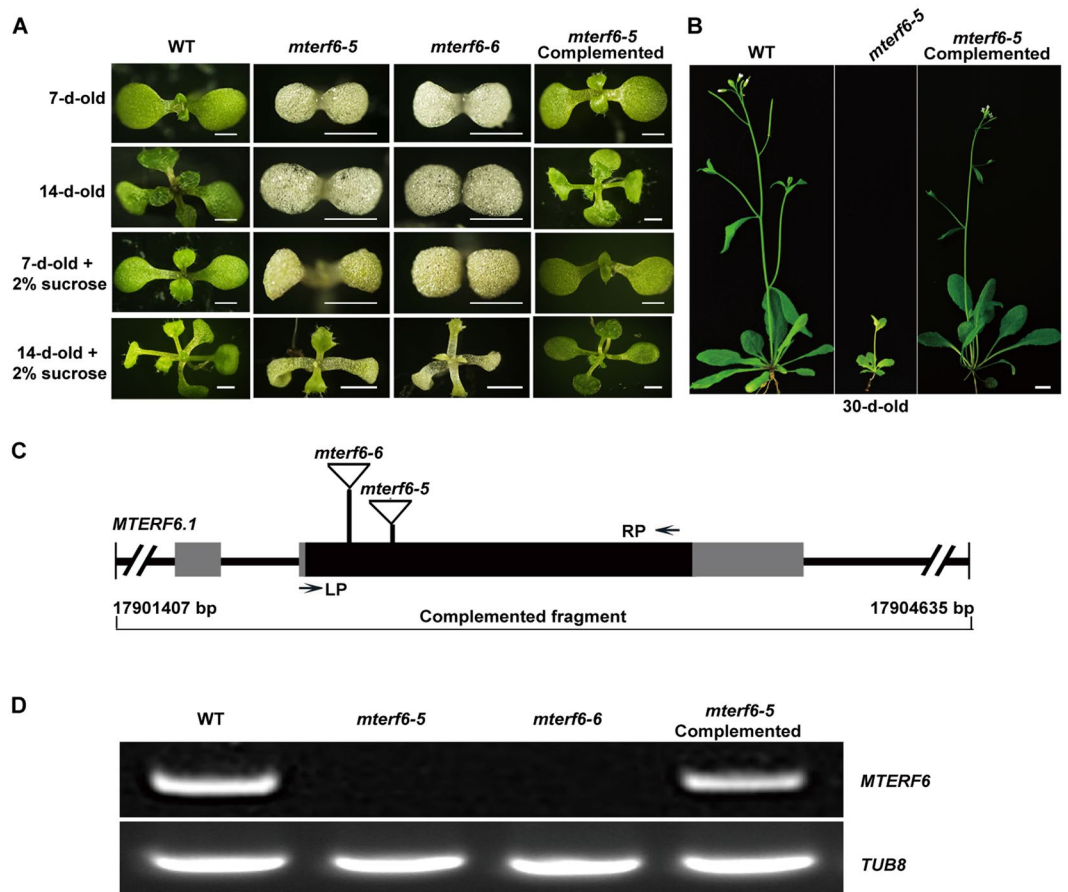 A
WT
mterf6-5
mterf6-6
mterf6-5
Complemented
7-d-old
14-d-old
7-d-old +
2% sucrose
14-d-old +
2% sucrose
B
WT
mterf6-5
mterf6-5
Complemented
30-d-old
C
mterf6-6
mterf6-5
MTERF6.1
RP
LP
17901407 bp
17904635 bp
Complemented fragment
D
WT
mterf6-5
mterf6-6
mterf6-5
Complemented
MTERF6
TUB8